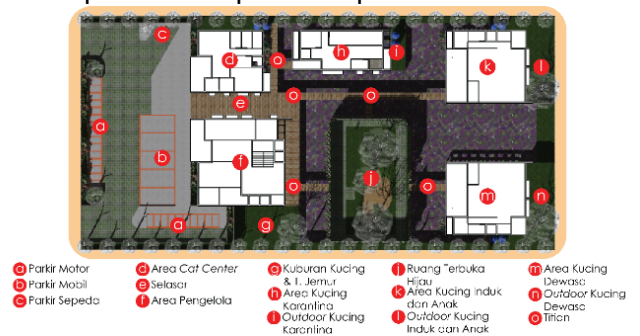 c
d
o
h
i
k
l
a
e
o
o
b
f
j
o
o
m
n
a
g
a Parkir Motor
b Parkir Mobil
c Parkir Sepeda
d Area Cat Center
e Selasar
f Area Pengelola
g Kuburan Kucing
& T. Jemur
h Area Kucing
Karantina
i Outdoor Kucing
Karantina
j Ruang Terbuka
Hijau
k Area Kucing Induk
dan Anak
l Outdoor Kucing
Induk dan Anak
m Area Kucing
Dewasa
n Outdoor Kucing
Dewasa
o Titian